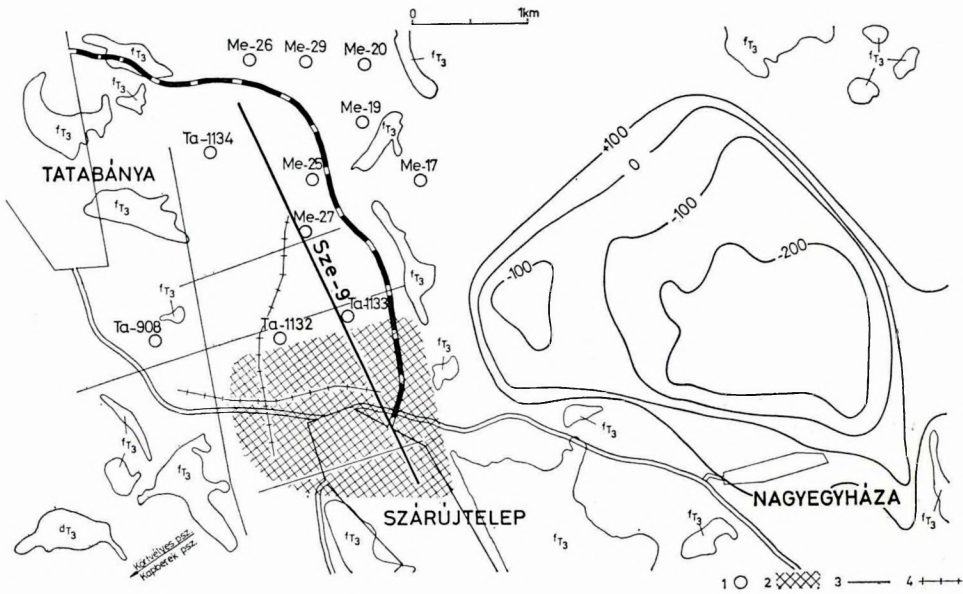 0 1km
Me-26 Me-29 Me-20
fT3
fT3
fT3
fT3
+100
Me-19
fT3
fT3
Ta-1134
0
TATABÁNYA
Me-25
Me-17
-100
fT3
Me-27
-200
Sze-9
fT3
-100
fT3
Ta-1133
Ta-908
Ta-1132
fT3
fT3
fT3
fT3
NAGYEGYHÁZA
SZÁRÚJTELEP
fT3
fT3
dT3
fT3
fT3
Körtvélyes psz.
Kapberek psz.
1 2 3 4